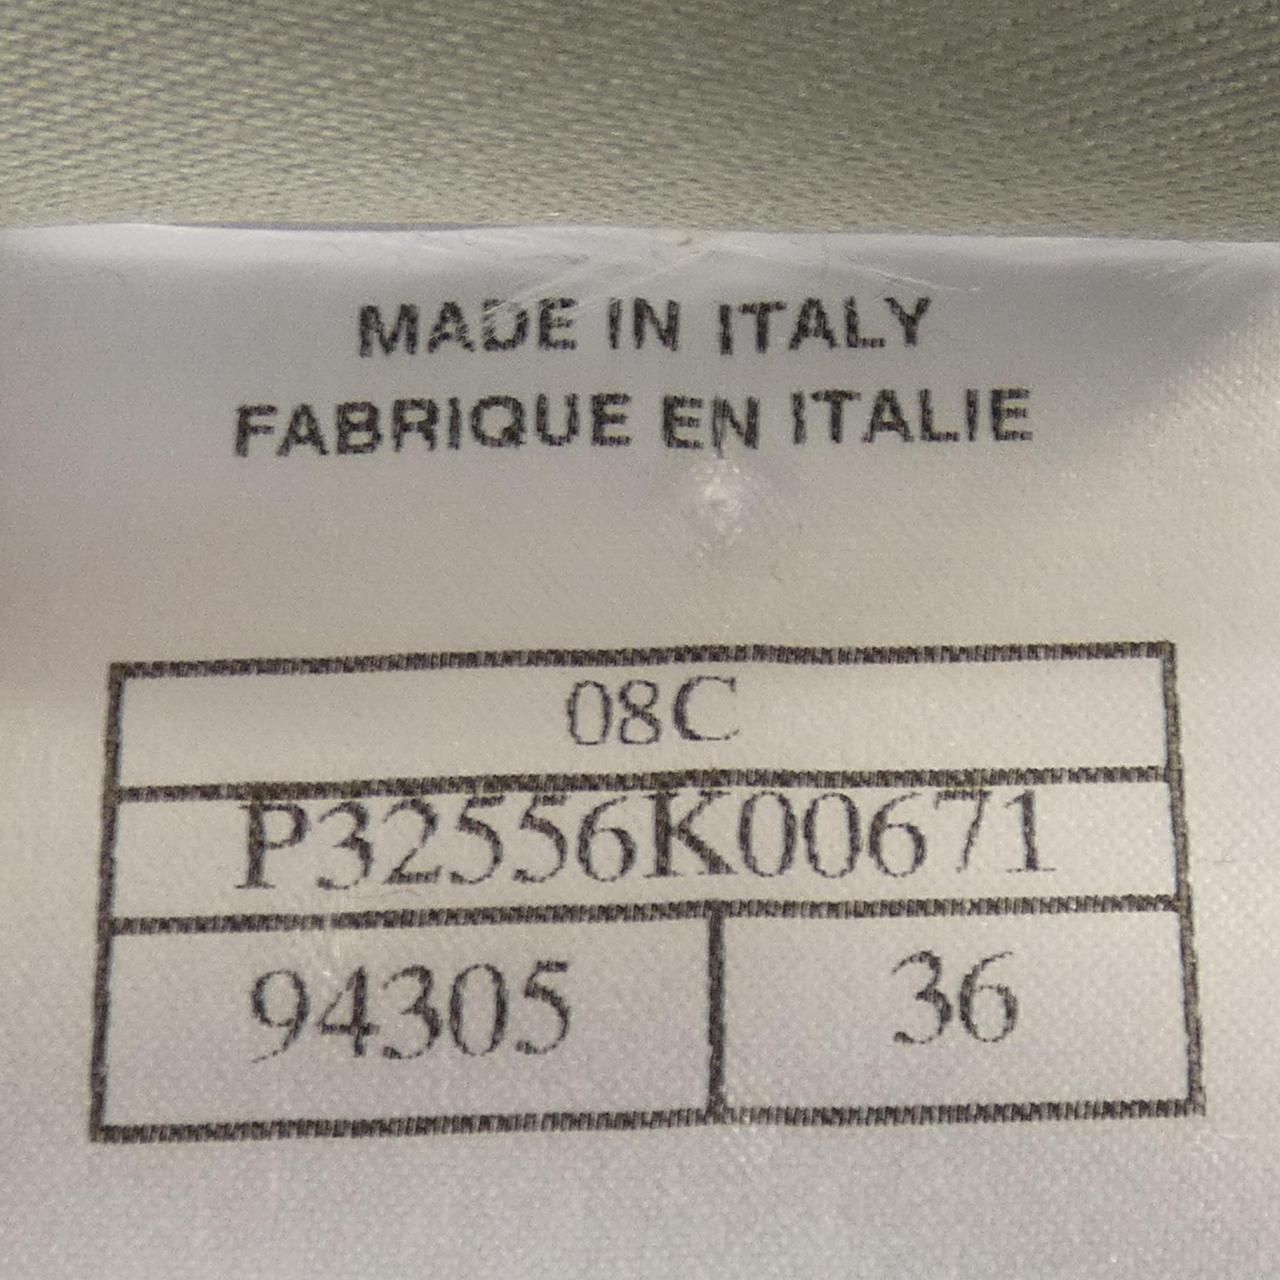 MADE IN ITALY
FABRIQUE EN ITALIE
08C
P32556K00671
94305 36